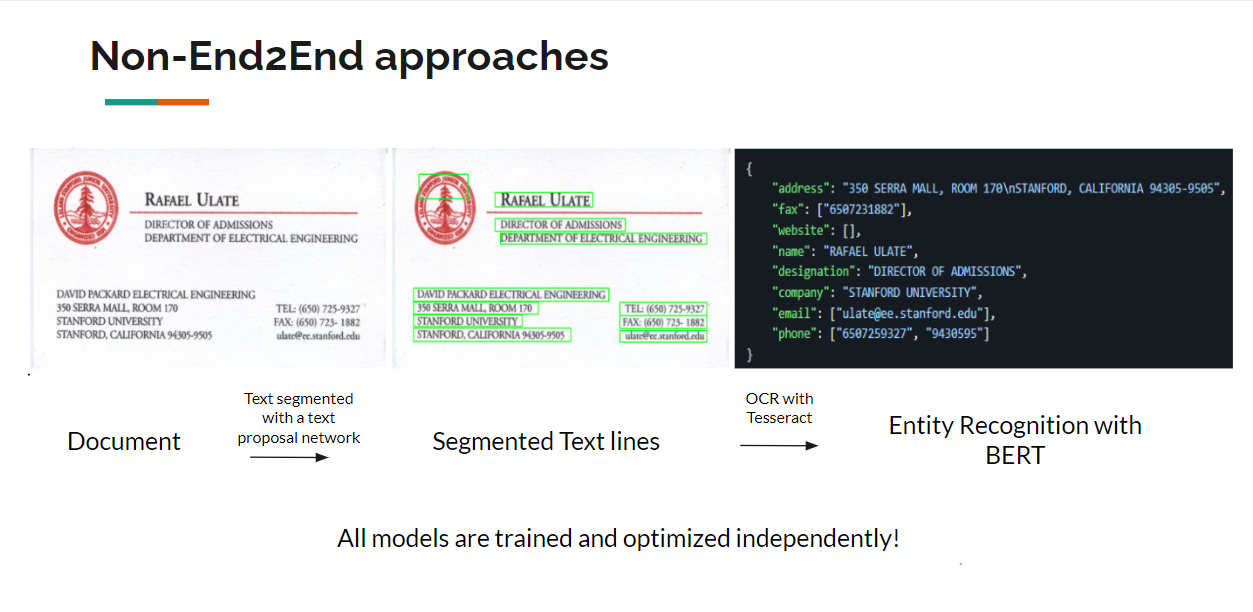 Non-End2End approaches
RAFAEL ULATE
DIRECTOR OF ADMISSIONS
DEPARTMENT OF ELECTRICAL ENGINEERING
DAVID PACKARD ELECTRICAL ENGINEERING
350 SERRA MALL, ROOM 170
STANFORD UNIVERSITY
STANFORD, CALIFORNIA 94305-9505
TEL: (650) 725-9327
FAX: (650) 723- 1882
ulate@ee.stanford.edu
RAFAEL ULATE
DIRECTOR OF ADMISSIONS
DEPARTMENT OF ELECTRICAL ENGINEERING
DAVID PACKARD ELECTRICAL ENGINEERING
350 SERRA MALL, ROOM 170
STANFORD UNIVERSITY
STANFORD, CALIFORNIA 94305-9505
TEL: (650) 725-9327
FAX: (650) 723- 1882
ulate@ee.stanford.edu
{
"address": "350 SERRA MALL, ROOM 170\nSTANFORD, CALIFORNIA 94305-9505",
"fax": ["6507231882"],
"website": [],
"name": "RAFAEL ULATE",
"designation": "DIRECTOR OF ADMISSIONS",
"company": "STANFORD UNIVERSITY",
"email": ["ulate@ee.stanford.edu"],
"phone": ["6507259327", "9430595"]
}
Document
Text segmented
with a text
proposal network
Segmented Text lines
OCR with
Tesseract
Entity Recognition with
BERT
All models are trained and optimized independently!